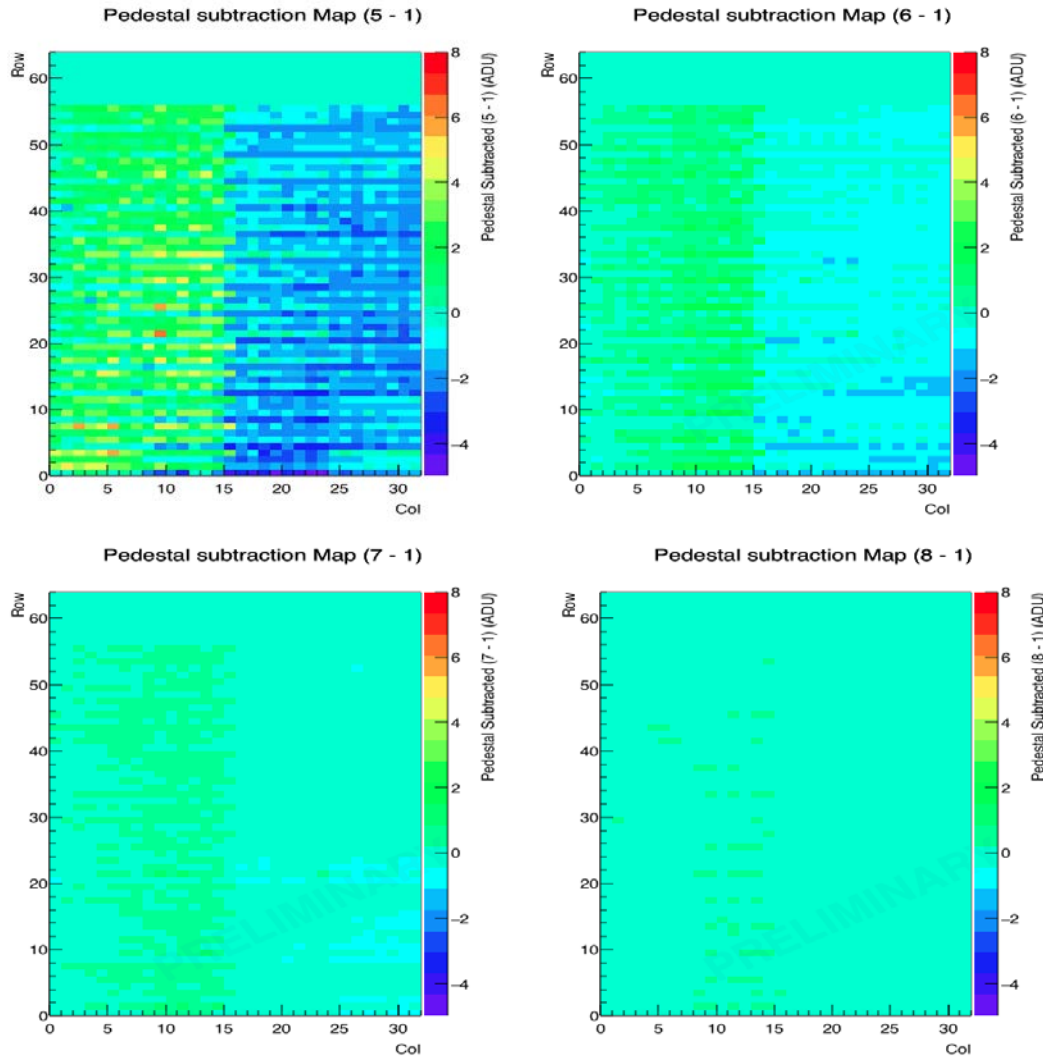 Pedestal subtraction Map (5 - 1)
Row
60
50
40
30
20
10
0
0 5 10 15 20 25 30
Col
8
6
4
2
0
−2
−4
Pedestal Subtracted (5 - 1) (ADU)
Pedestal subtraction Map (6 - 1)
Row
60
50
40
30
20
10
0
0 5 10 15 20 25 30
Col
8
6
4
2
0
−2
−4
Pedestal Subtracted (6 - 1) (ADU)
PRELIMINARY
Pedestal subtraction Map (7 - 1)
Row
60
50
40
30
20
10
0
0 5 10 15 20 25 30
Col
8
6
4
2
0
−2
−4
Pedestal Subtracted (7 - 1) (ADU)
PRELIMINARY
Pedestal subtraction Map (8 - 1)
Row
60
50
40
30
20
10
0
0 5 10 15 20 25 30
Col
8
6
4
2
0
−2
−4
Pedestal Subtracted (8 - 1) (ADU)
PRELIMINARY